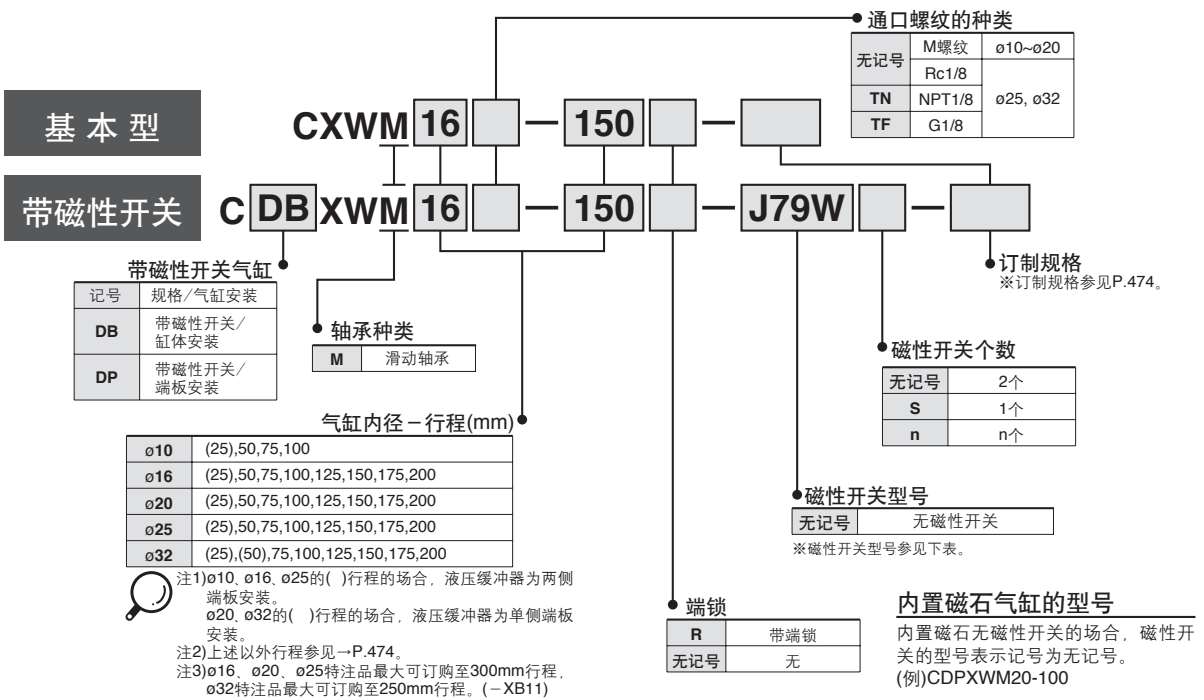 通口螺纹的种类
无记号 M螺纹 ø10~ø20
Rc1/8 ø25, ø32
TN NPT1/8
TF G1/8
基本型 CXWM 16 — 150 —
带磁性开关 C DB XWM 16 — 150 — J79W —
带磁性开关气缸
记号 规格/气缸安装
DB 带磁性开关/
缸体安装
DP 带磁性开关/
端板安装
轴承种类
M 滑动轴承
订制规格
※订制规格参见P.474。
磁性开关个数
无记号 2个
S 1个
n n个
气缸内径－行程(mm)
ø10 (25),50,75,100
ø16 (25),50,75,100,125,150,175,200
ø20 (25),50,75,100,125,150,175,200
ø25 (25),50,75,100,125,150,175,200
ø32 (25),(50),75,100,125,150,175,200
注1)ø10、ø16、ø25的( )行程的场合，液压缓冲器为两侧
端板安装。
ø20、ø32的( )行程的场合，液压缓冲器为单侧端板
安装。
注2)上述以外行程参见→P.474。
注3)ø16、ø20、ø25特注品最大可订购至300mm行程，
ø32特注品最大可订购至250mm行程。(－XB11)
磁性开关型号
无记号 无磁性开关
※磁性开关型号参见下表。
端锁
R 带端锁
无记号 无
内置磁石气缸的型号
内置磁石无磁性开关的场合，磁性开
关的型号表示记号为无记号。
(例)CDPXWM20-100